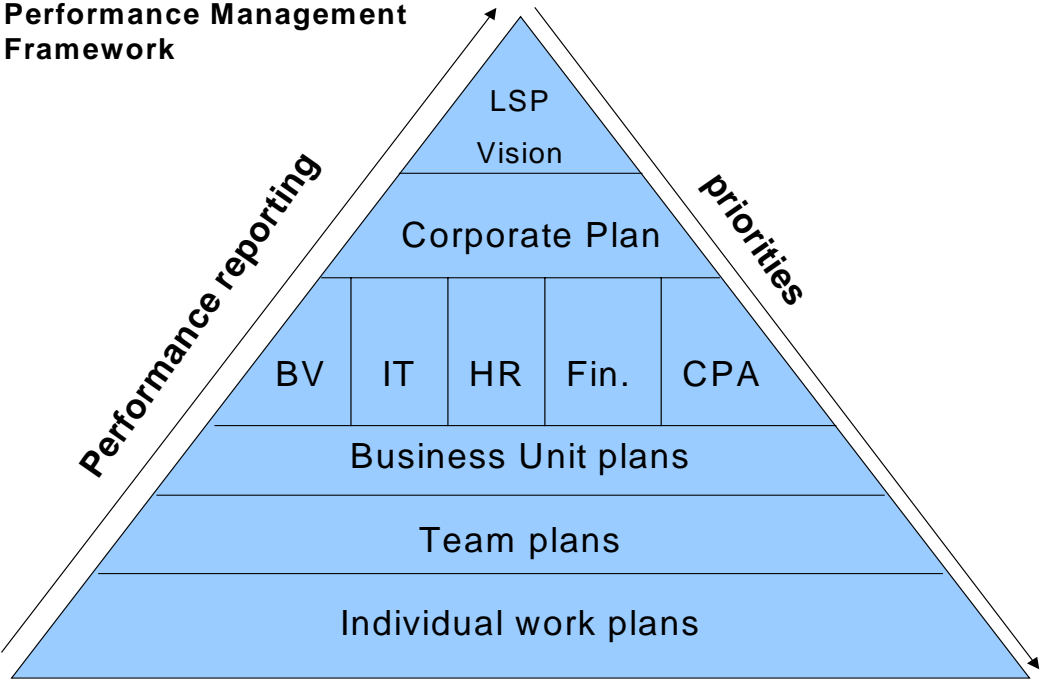 Performance Management
Framework
LSP
Vision
Performance reporting
priorities
Corporate Plan
BV IT HR Fin. CPA
Business Unit plans
Team plans
Individual work plans